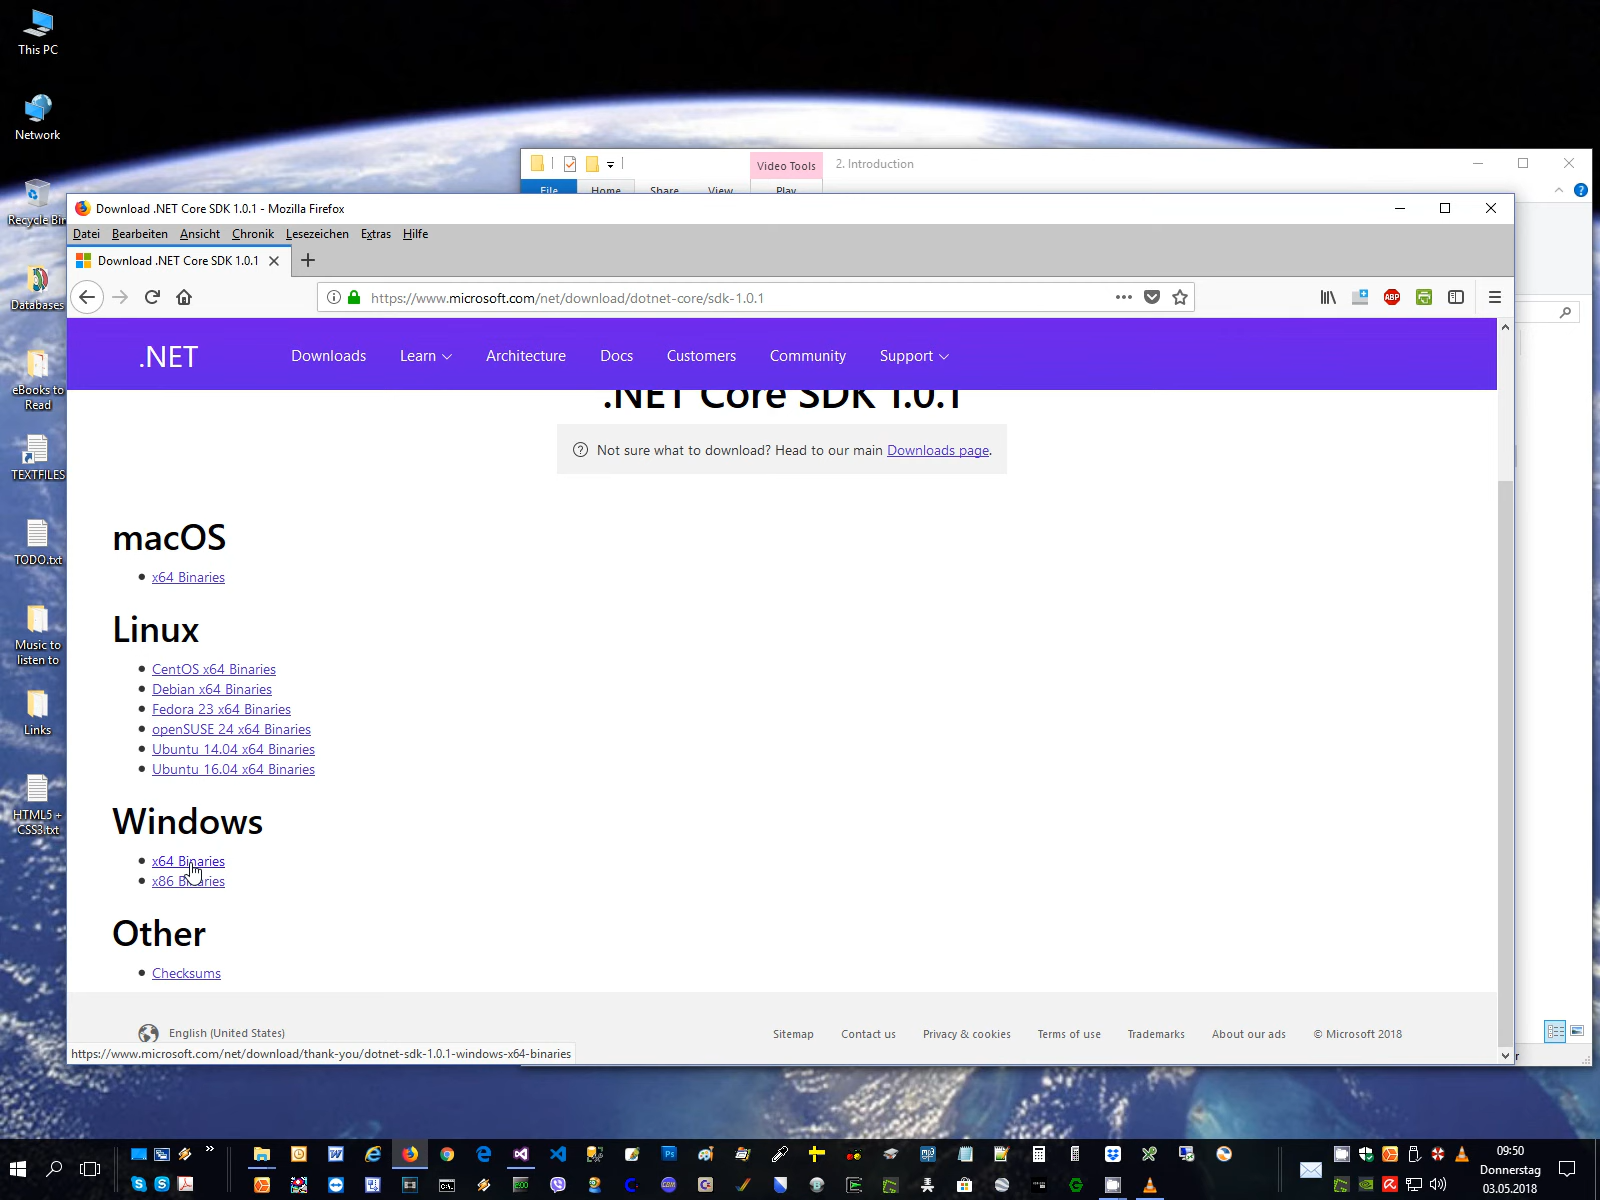 This PC
Network
Recycle Bin
Databases
eBooks to
Read
TEXTFILES
TODO.txt
Music to
listen to
Links
HTML5 +
CSS3.txt
Video Tools
2. Introduction
File
Home
Share
View
Play
Download .NET Core SDK 1.0.1 - Mozilla Firefox
Datei Bearbeiten Ansicht Chronik Lesezeichen Extras Hilfe
Download .NET Core SDK 1.0.1
https://www.microsoft.com/net/download/dotnet-core/sdk-1.0.1
ABP
.NET
Downloads Learn Architecture Docs Customers Community Support
.NET Core SDK 1.0.1
Not sure what to download? Head to our main Downloads page.
macOS
x64 Binaries
Linux
CentOS x64 Binaries
Debian x64 Binaries
Fedora 23 x64 Binaries
openSUSE 24 x64 Binaries
Ubuntu 14.04 x64 Binaries
Ubuntu 16.04 x64 Binaries
Windows
x64 Binaries
x86 Binaries
Other
Checksums
English (United States)
Sitemap Contact us Privacy & cookies Terms of use Trademarks About our ads © Microsoft 2018
https://www.microsoft.com/net/download/thank-you/dotnet-sdk-1.0.1-windows-x64-binaries
09:50
Donnerstag
03.05.2018